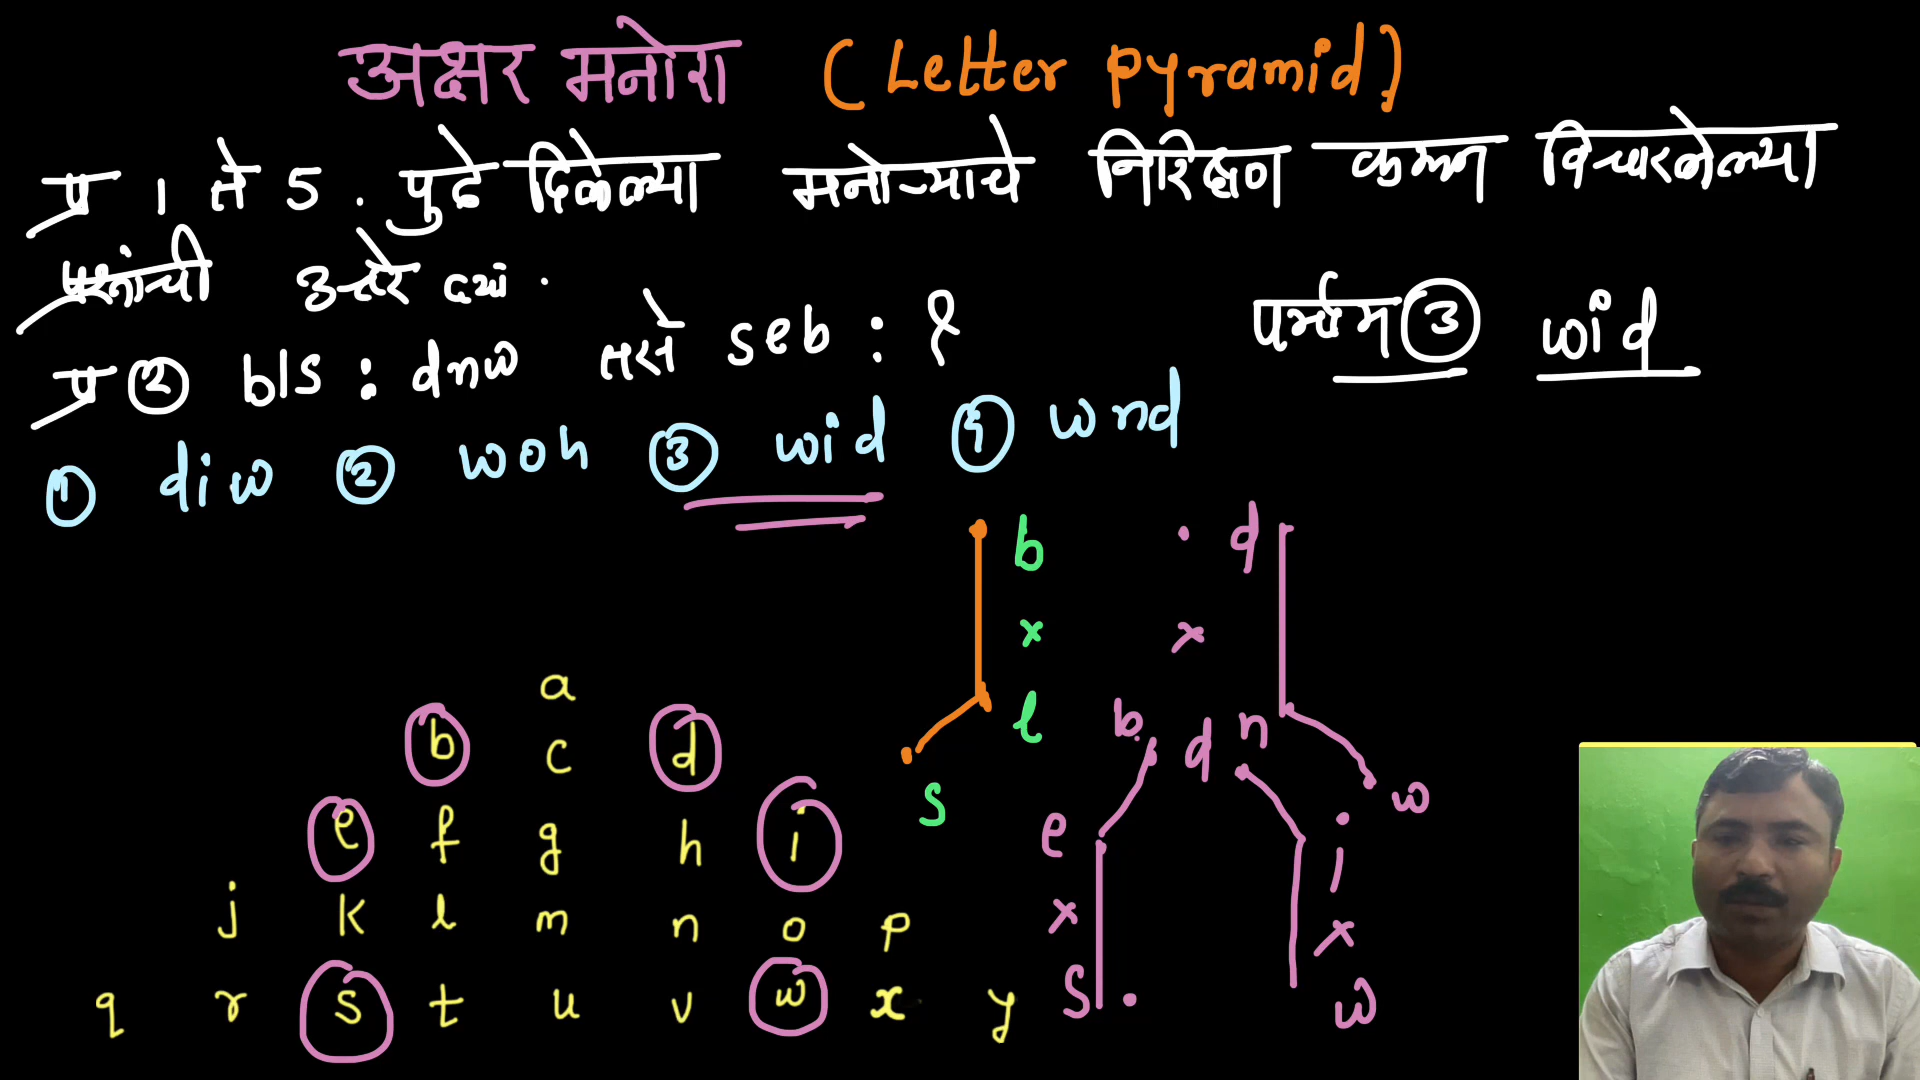 अक्षर मनोरा (Letter pyramid)
प्र 1 ते 5. पुढे दिलेल्या मनोऱ्याचे निरिक्षण करून विचारलेल्या
प्रश्नांची उत्तरे द्या.
प्र ② bls : dnw तसे seb : ?
पर्याय ③ wid
① diw ② woh ③ wid ④ wnd
a
b c d
e f g h i
j k l m n o p
q r s t u v w x y
b
x
l
s
d
x
n
w
b
e
x
s
d
i
x
w